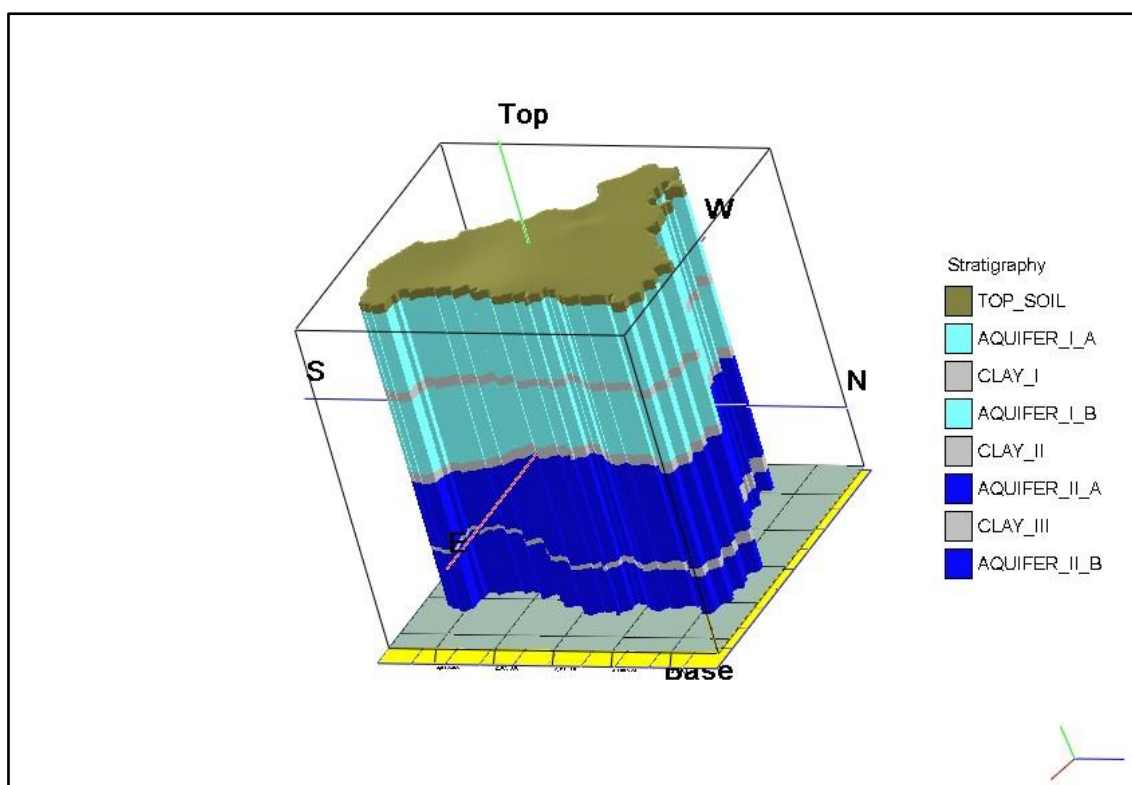 Top
W
S
N
E
Base
Stratigraphy
TOP_SOIL
AQUIFER_I_A
CLAY_I
AQUIFER_I_B
CLAY_II
AQUIFER_II_A
CLAY_III
AQUIFER_II_B